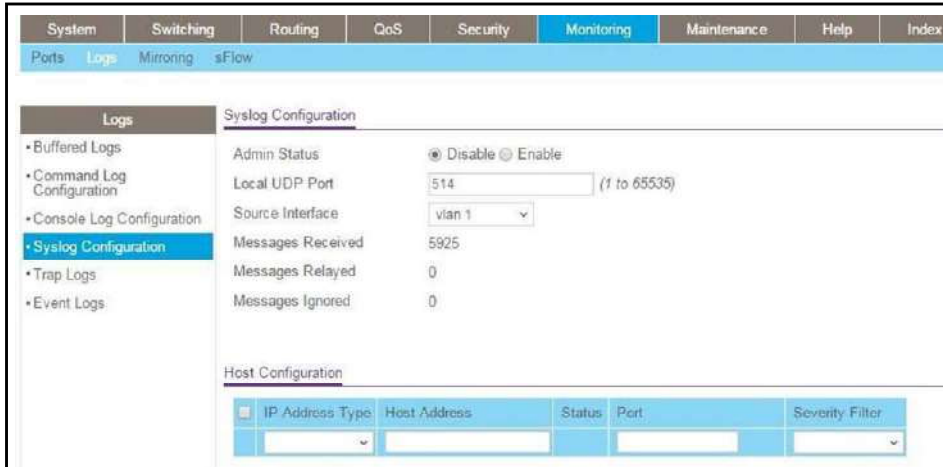 System Switching Routing QoS Security Monitoring Maintenance Help Index
Ports Logs Mirroring sFlow
Logs
• Buffered Logs
• Command Log
Configuration
• Console Log Configuration
• Syslog Configuration
• Trap Logs
• Event Logs
Syslog Configuration
Admin Status Disable Enable
Local UDP Port 514 (1 to 65535)
Source Interface vlan 1
Messages Received 5925
Messages Relayed 0
Messages Ignored 0
Host Configuration
IP Address Type Host Address Status Port Severity Filter